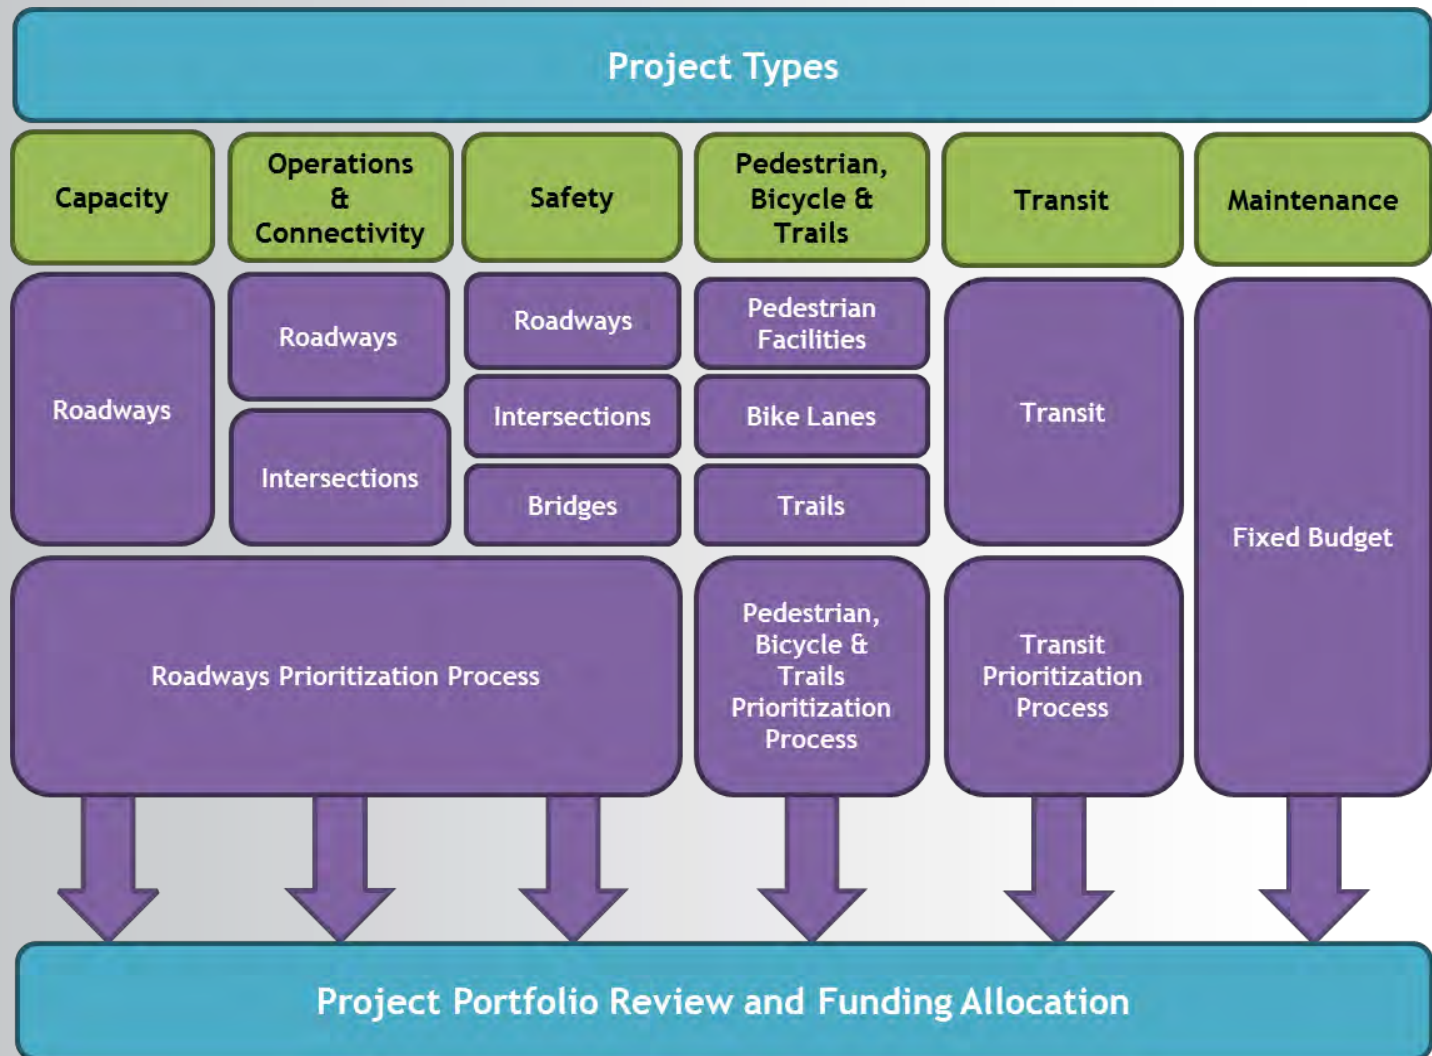 Project Types
Capacity
Operations
&
Connectivity
Safety
Pedestrian,
Bicycle &
Trails
Transit
Maintenance
Roadways
Roadways
Intersections
Roadways
Intersections
Bridges
Pedestrian
Facilities
Bike Lanes
Trails
Transit
Fixed Budget
Roadways Prioritization Process
Pedestrian,
Bicycle &
Trails
Prioritization
Process
Transit
Prioritization
Process
Project Portfolio Review and Funding Allocation